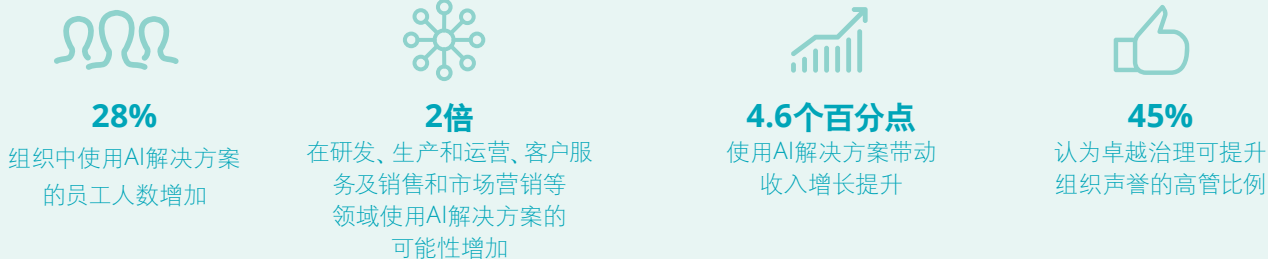 28%
组织中使用AI解决方案
的员工人数增加
2倍
在研发、生产和运营、客户服
务及销售和市场营销等
领域使用AI解决方案的
可能性增加
4.6个百分点
使用AI解决方案带动
收入增长提升
45%
认为卓越治理可提升
组织声誉的高管比例